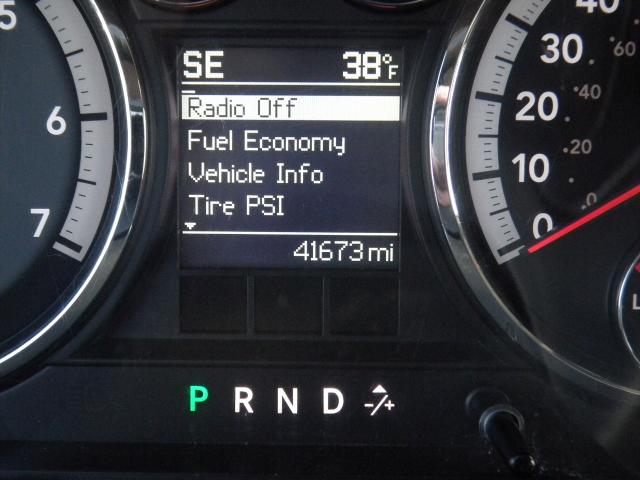 5
6
7
SE 38°F
Radio Off
Fuel Economy
Vehicle Info
Tire PSI
41673 mi
P R N D -/+
40
30
20
10
0
60
40
20
0
L